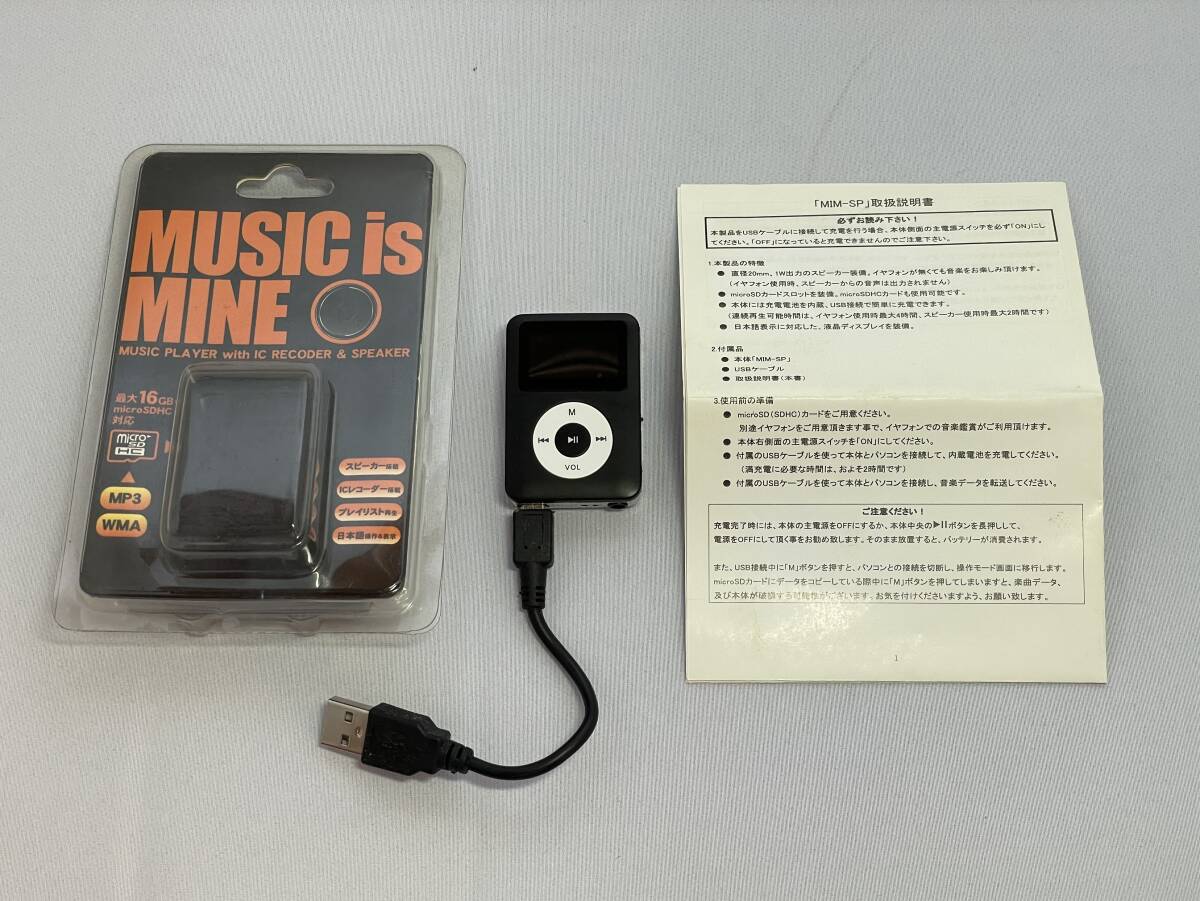 MUSIC is
MINE
MUSIC PLAYER with IC RECODER & SPEAKER
最大16GB
microSDHC
対応
micro
SD
HC
MP3
WMA
スピーカー搭載
ICレコーダー搭載
プレイリスト再生
日本語操作&表示
M
VOL
「MIM-SP」取扱説明書
必ずお読み下さい！
本製品をUSBケーブルに接続して充電を行う場合、本体側面の主電源スイッチを必ず「ON」にし
てください。「OFF」になっていると充電できませんのでご注意下さい。
1.本製品の特徴
● 直径20mm、1W出力のスピーカー装備。イヤフォンが無くても音楽をお楽しみ頂けます。
（イヤフォン使用時、スピーカーからの音声は出力されません）
● microSDカードスロットを装備。microSDHCカードも使用可能です。
● 本体には充電電池を内蔵、USB接続で簡単に充電できます。
（連続再生可能時間は、イヤフォン使用時最大4時間、スピーカー使用時最大2時間です）
● 日本語表示に対応した、液晶ディスプレイを装備。
2.付属品
● 本体「MIM-SP」
● USBケーブル
● 取扱説明書（本書）
3.使用前の準備
● microSD（SDHC）カードをご用意ください。
別途イヤフォンをご用意頂きます事で、イヤフォンでの音楽鑑賞がご利用頂けます。
● 本体右側面の主電源スイッチを「ON」にしてください。
● 付属のUSBケーブルを使って本体とパソコンを接続して、内蔵電池を充電してください。
（満充電に必要な時間は、およそ2時間です）
● 付属のUSBケーブルを使って本体とパソコンを接続し、音楽データを転送してください。
ご注意ください！
充電完了時には、本体の主電源をOFFにするか、本体中央の▶IIボタンを長押しして、
電源をOFFにして頂く事をお勧め致します。そのまま放置すると、バッテリーが消費されます。
また、USB接続中に「M」ボタンを押すと、パソコンとの接続を切断し、操作モード画面に移行します。
microSDカードにデータをコピーしている際中に「M」ボタンを押してしまいますと、楽曲データ、
及び本体が破損する可能性がございます。お気を付けくださいますよう、お願い致します。
1